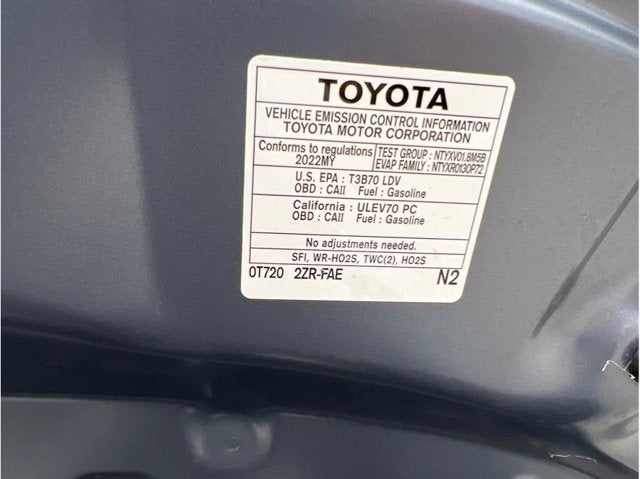 TOYOTA
VEHICLE EMISSION CONTROL INFORMATION
TOYOTA MOTOR CORPORATION
Conforms to regulations
2022MY
TEST GROUP : NTYXV01.8M5B
EVAP FAMILY : NTYXR0130P72
U.S. EPA : T3B70 LDV
OBD : CAII Fuel : Gasoline
California : ULEV70 PC
OBD : CAII Fuel : Gasoline
No adjustments needed.
SFI, WR-HO2S, TWC(2), HO2S
0T720 2ZR-FAE N2